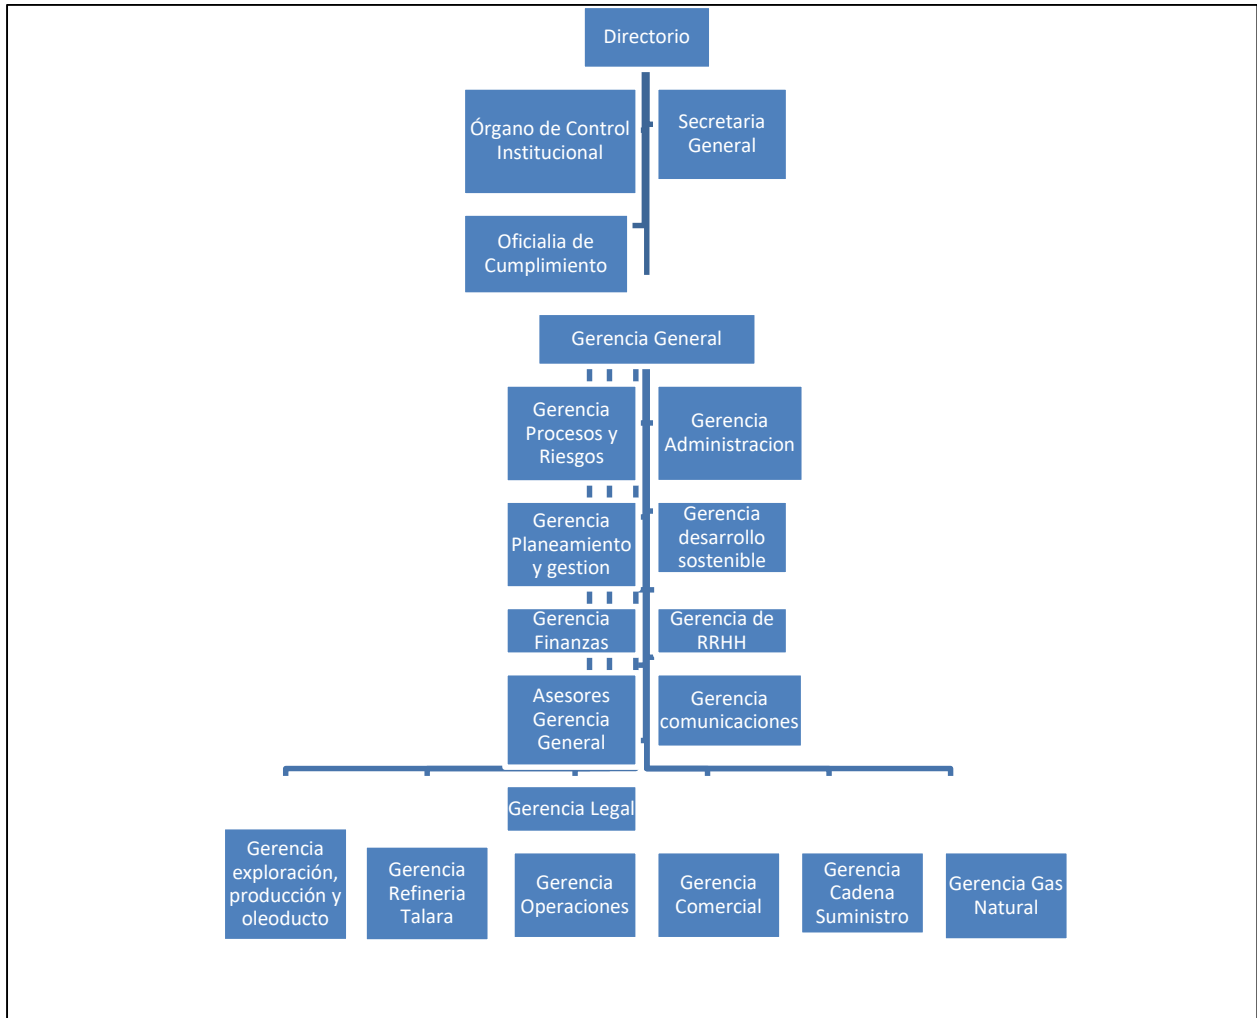 Directorio
Órgano de Control
Institucional
Secretaria
General
Oficialia de
Cumplimiento
Gerencia General
Gerencia
Procesos y
Riesgos
Gerencia
Administracion
Gerencia
Planeamiento
y gestion
Gerencia
desarrollo
sostenible
Gerencia
Finanzas
Gerencia de
RRHH
Asesores
Gerencia
General
Gerencia
comunicaciones
Gerencia Legal
Gerencia
exploración,
producción y
oleoducto
Gerencia
Refineria
Talara
Gerencia
Operaciones
Gerencia
Comercial
Gerencia
Cadena
Suministro
Gerencia Gas
Natural